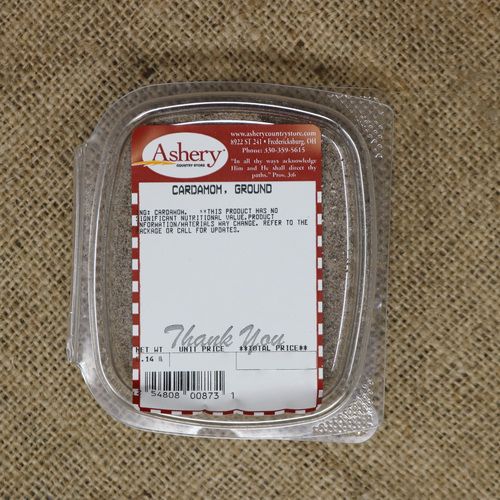 Ashery
COUNTRY STORE
www.asherycountrystore.com
8922 ST 241 • Fredericksburg, OH
Phone: 330-359-5615
"In all thy ways acknowledge
Him and He shall direct thy
paths." Prov. 3:6
CARDAMOM, GROUND
ING: CARDAMOM. **THIS PRODUCT HAS NO
SIGNIFICANT NUTRITIONAL VALUE.PRODUCT
INFORMATION/MATERIALS MAY CHANGE. REFER TO THE
PACKAGE OR CALL FOR UPDATES.
Thank You
NET WT UNIT PRICE **TOTAL PRICE**
.14 lb
54808 00873 1